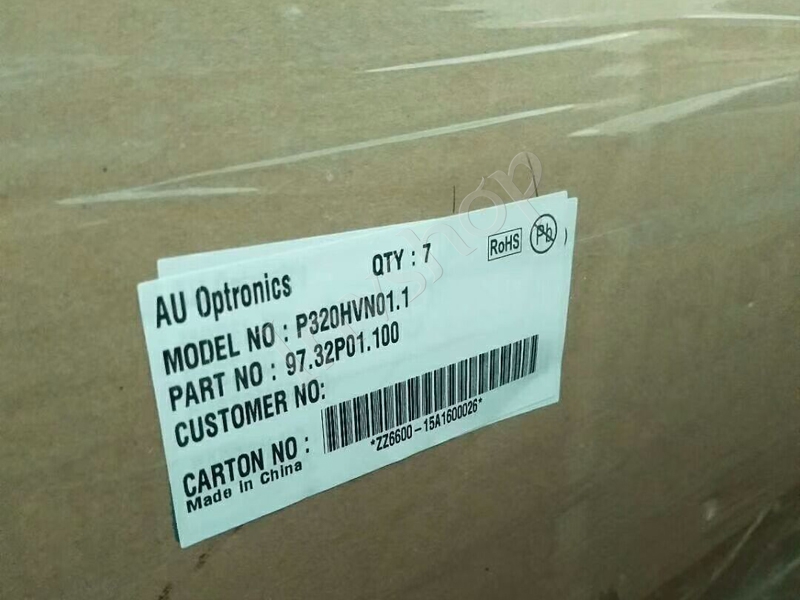 AU Optronics
QTY : 7
RoHS
Pb
MODEL NO : P320HVN01.1
PART NO : 97.32P01.100
CUSTOMER NO:
CARTON NO :
*ZZ6600-15A1600026*
Made in China